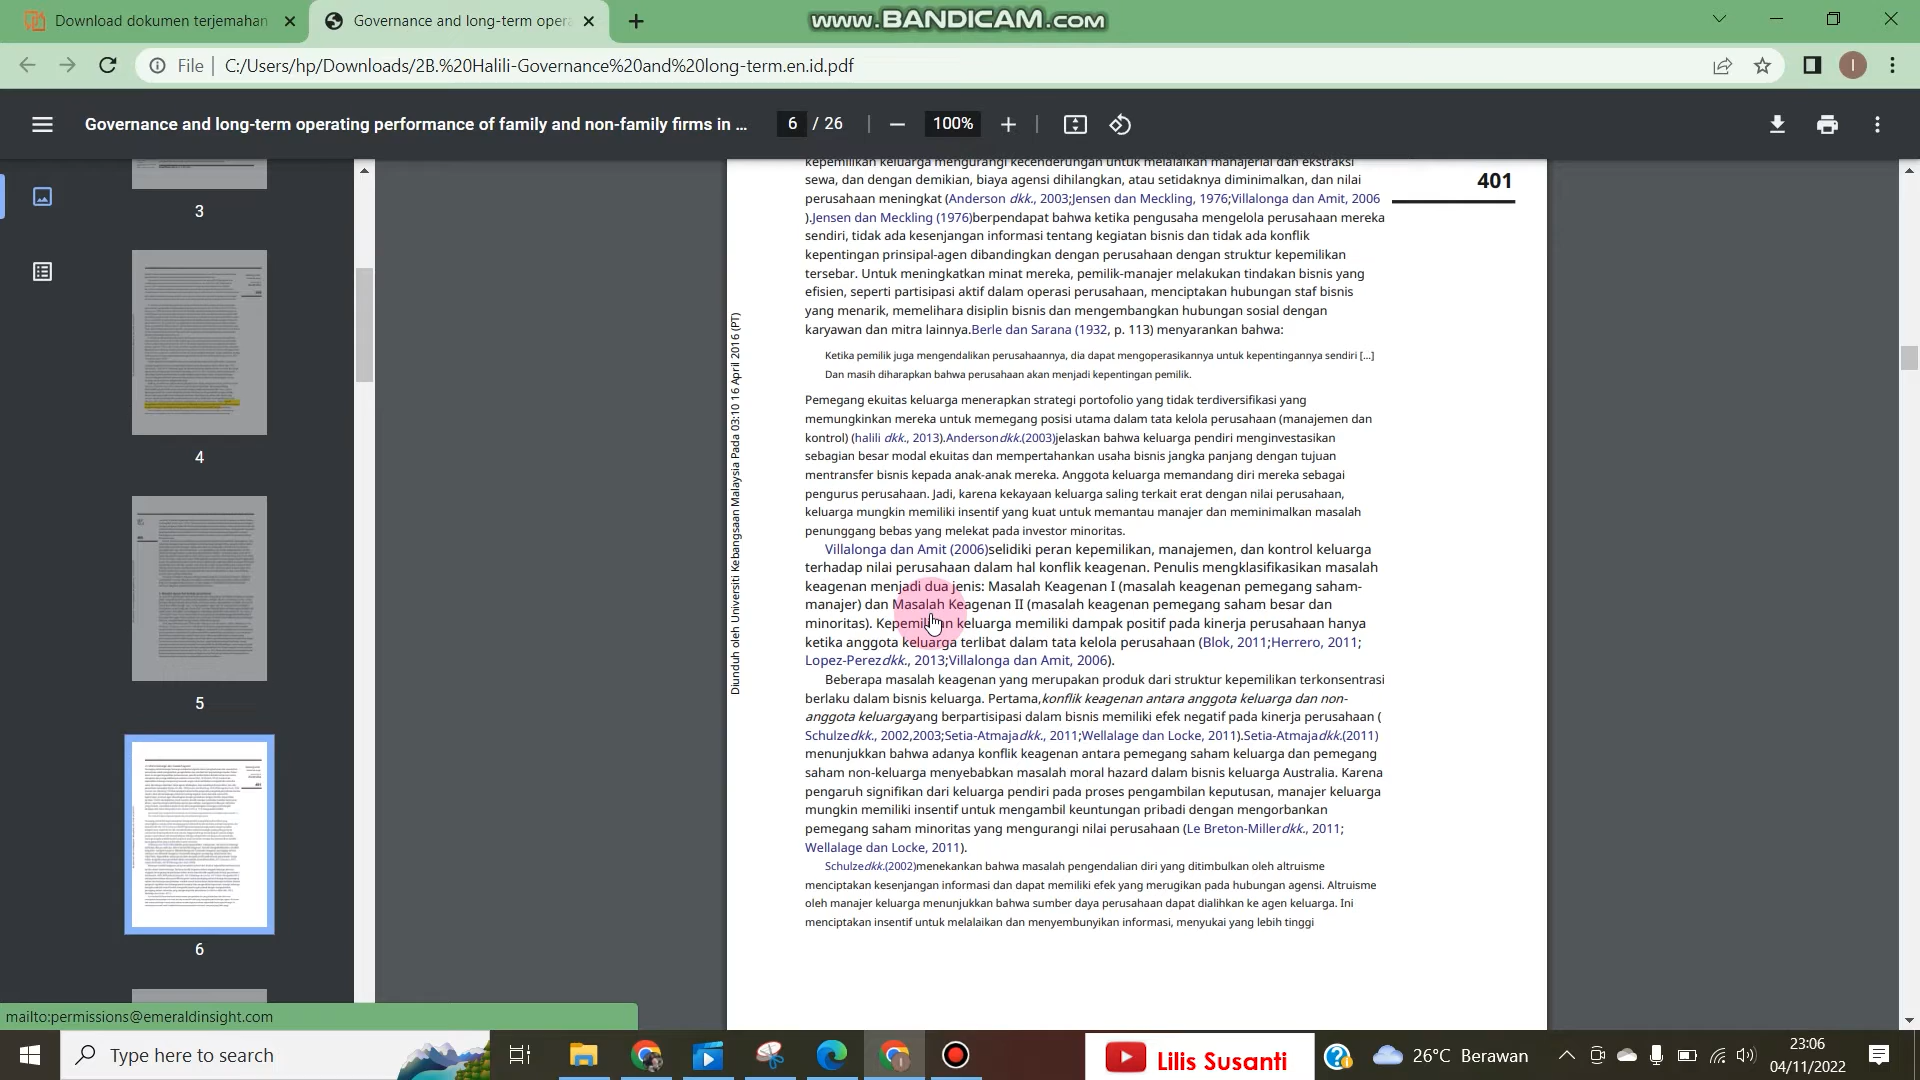 Download dokumen terjemahan
Governance and long-term opera
www.BANDICAM.com
File
C:/Users/hp/Downloads/2B.%20Halili-Governance%20and%20long-term.en.id.pdf
I
Governance and long-term operating performance of family and non-family firms in ...
6 / 26
100%
3
4
5
6
401
kepemilikan keluarga mengurangi kecenderungan untuk melalaikan manajerial dan ekstraksi
sewa, dan dengan demikian, biaya agensi dihilangkan, atau setidaknya diminimalkan, dan nilai
perusahaan meningkat (Anderson dkk., 2003;Jensen dan Meckling, 1976;Villalonga dan Amit, 2006
).Jensen dan Meckling (1976)berpendapat bahwa ketika pengusaha mengelola perusahaan mereka
sendiri, tidak ada kesenjangan informasi tentang kegiatan bisnis dan tidak ada konflik
kepentingan prinsipal-agen dibandingkan dengan perusahaan dengan struktur kepemilikan
tersebar. Untuk meningkatkan minat mereka, pemilik-manajer melakukan tindakan bisnis yang
efisien, seperti partisipasi aktif dalam operasi perusahaan, menciptakan hubungan staf bisnis
yang menarik, memelihara disiplin bisnis dan mengembangkan hubungan sosial dengan
karyawan dan mitra lainnya.Berle dan Sarana (1932, p. 113) menyarankan bahwa:
Ketika pemilik juga mengendalikan perusahaannya, dia dapat mengoperasikannya untuk kepentingannya sendiri [...]
Dan masih diharapkan bahwa perusahaan akan menjadi kepentingan pemilik.
Pemegang ekuitas keluarga menerapkan strategi portofolio yang tidak terdiversifikasi yang
memungkinkan mereka untuk memegang posisi utama dalam tata kelola perusahaan (manajemen dan
kontrol) (halili dkk., 2013).Andersondkk.(2003)jelaskan bahwa keluarga pendiri menginvestasikan
sebagian besar modal ekuitas dan mempertahankan usaha bisnis jangka panjang dengan tujuan
mentransfer bisnis kepada anak-anak mereka. Anggota keluarga memandang diri mereka sebagai
pengurus perusahaan. Jadi, karena kekayaan keluarga saling terkait erat dengan nilai perusahaan,
keluarga mungkin memiliki insentif yang kuat untuk memantau manajer dan meminimalkan masalah
penunggang bebas yang melekat pada investor minoritas.
Villalonga dan Amit (2006)selidiki peran kepemilikan, manajemen, dan kontrol keluarga
terhadap nilai perusahaan dalam hal konflik keagenan. Penulis mengklasifikasikan masalah
keagenan menjadi dua jenis: Masalah Keagenan I (masalah keagenan pemegang saham-
manajer) dan Masalah Keagenan II (masalah keagenan pemegang saham besar dan
minoritas). Kepemilikan keluarga memiliki dampak positif pada kinerja perusahaan hanya
ketika anggota keluarga terlibat dalam tata kelola perusahaan (Blok, 2011;Herrero, 2011;
Lopez-Perezdkk., 2013;Villalonga dan Amit, 2006).
Beberapa masalah keagenan yang merupakan produk dari struktur kepemilikan terkonsentrasi
berlaku dalam bisnis keluarga. Pertama,konflik keagenan antara anggota keluarga dan non-
anggota keluargayang berpartisipasi dalam bisnis memiliki efek negatif pada kinerja perusahaan (
Schulzedkk., 2002,2003;Setia-Atmajadkk., 2011;Wellalage dan Locke, 2011).Setia-Atmajadkk.(2011)
menunjukkan bahwa adanya konflik keagenan antara pemegang saham keluarga dan pemegang
saham non-keluarga menyebabkan masalah moral hazard dalam bisnis keluarga Australia. Karena
pengaruh signifikan dari keluarga pendiri pada proses pengambilan keputusan, manajer keluarga
mungkin memiliki insentif untuk mengambil keuntungan pribadi dengan mengorbankan
pemegang saham minoritas yang mengurangi nilai perusahaan (Le Breton-Millerdkk., 2011;
Wellalage dan Locke, 2011).
Schulzedkk.(2002)menekankan bahwa masalah pengendalian diri yang ditimbulkan oleh altruisme
menciptakan kesenjangan informasi dan dapat memiliki efek yang merugikan pada hubungan agensi. Altruisme
oleh manajer keluarga menunjukkan bahwa sumber daya perusahaan dapat dialihkan ke agen keluarga. Ini
menciptakan insentif untuk melalaikan dan menyembunyikan informasi, menyukai yang lebih tinggi
Diunduh oleh Universiti Kebangsaan Malaysia Pada 03:10 16 April 2016 (PT)
mailto:permissions@emeraldinsight.com
Type here to search
Lilis Susanti
26°C Berawan
23:06
04/11/2022